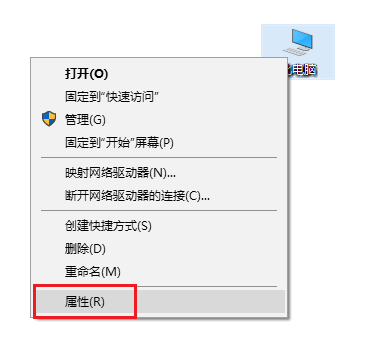 电脑
打开(O)
固定到"快速访问"
管理(G)
固定到"开始"屏幕(P)
映射网络驱动器(N)...
断开网络驱动器的连接(C)...
创建快捷方式(S)
删除(D)
重命名(M)
属性(R)